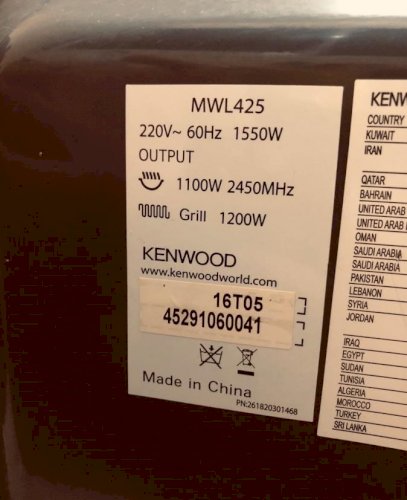 MWL425
220V~ 60Hz 1550W
OUTPUT
1100W 2450MHz
Grill 1200W
KENWOOD
www.kenwoodworld.com
16T05
45291060041
Made in China
PN:261820301468
KENW
COUNTRY
KUWAIT
IRAN
QATAR
BAHRAIN
UNITED ARAB
UNITED ARAB
OMAN
SAUDI ARABIA
SAUDI ARABIA
PAKISTAN
LEBANON
SYRIA
JORDAN
IRAQ
EGYPT
SUDAN
TUNISIA
ALGERIA
MOROCCO
TURKEY
SRI LANKA